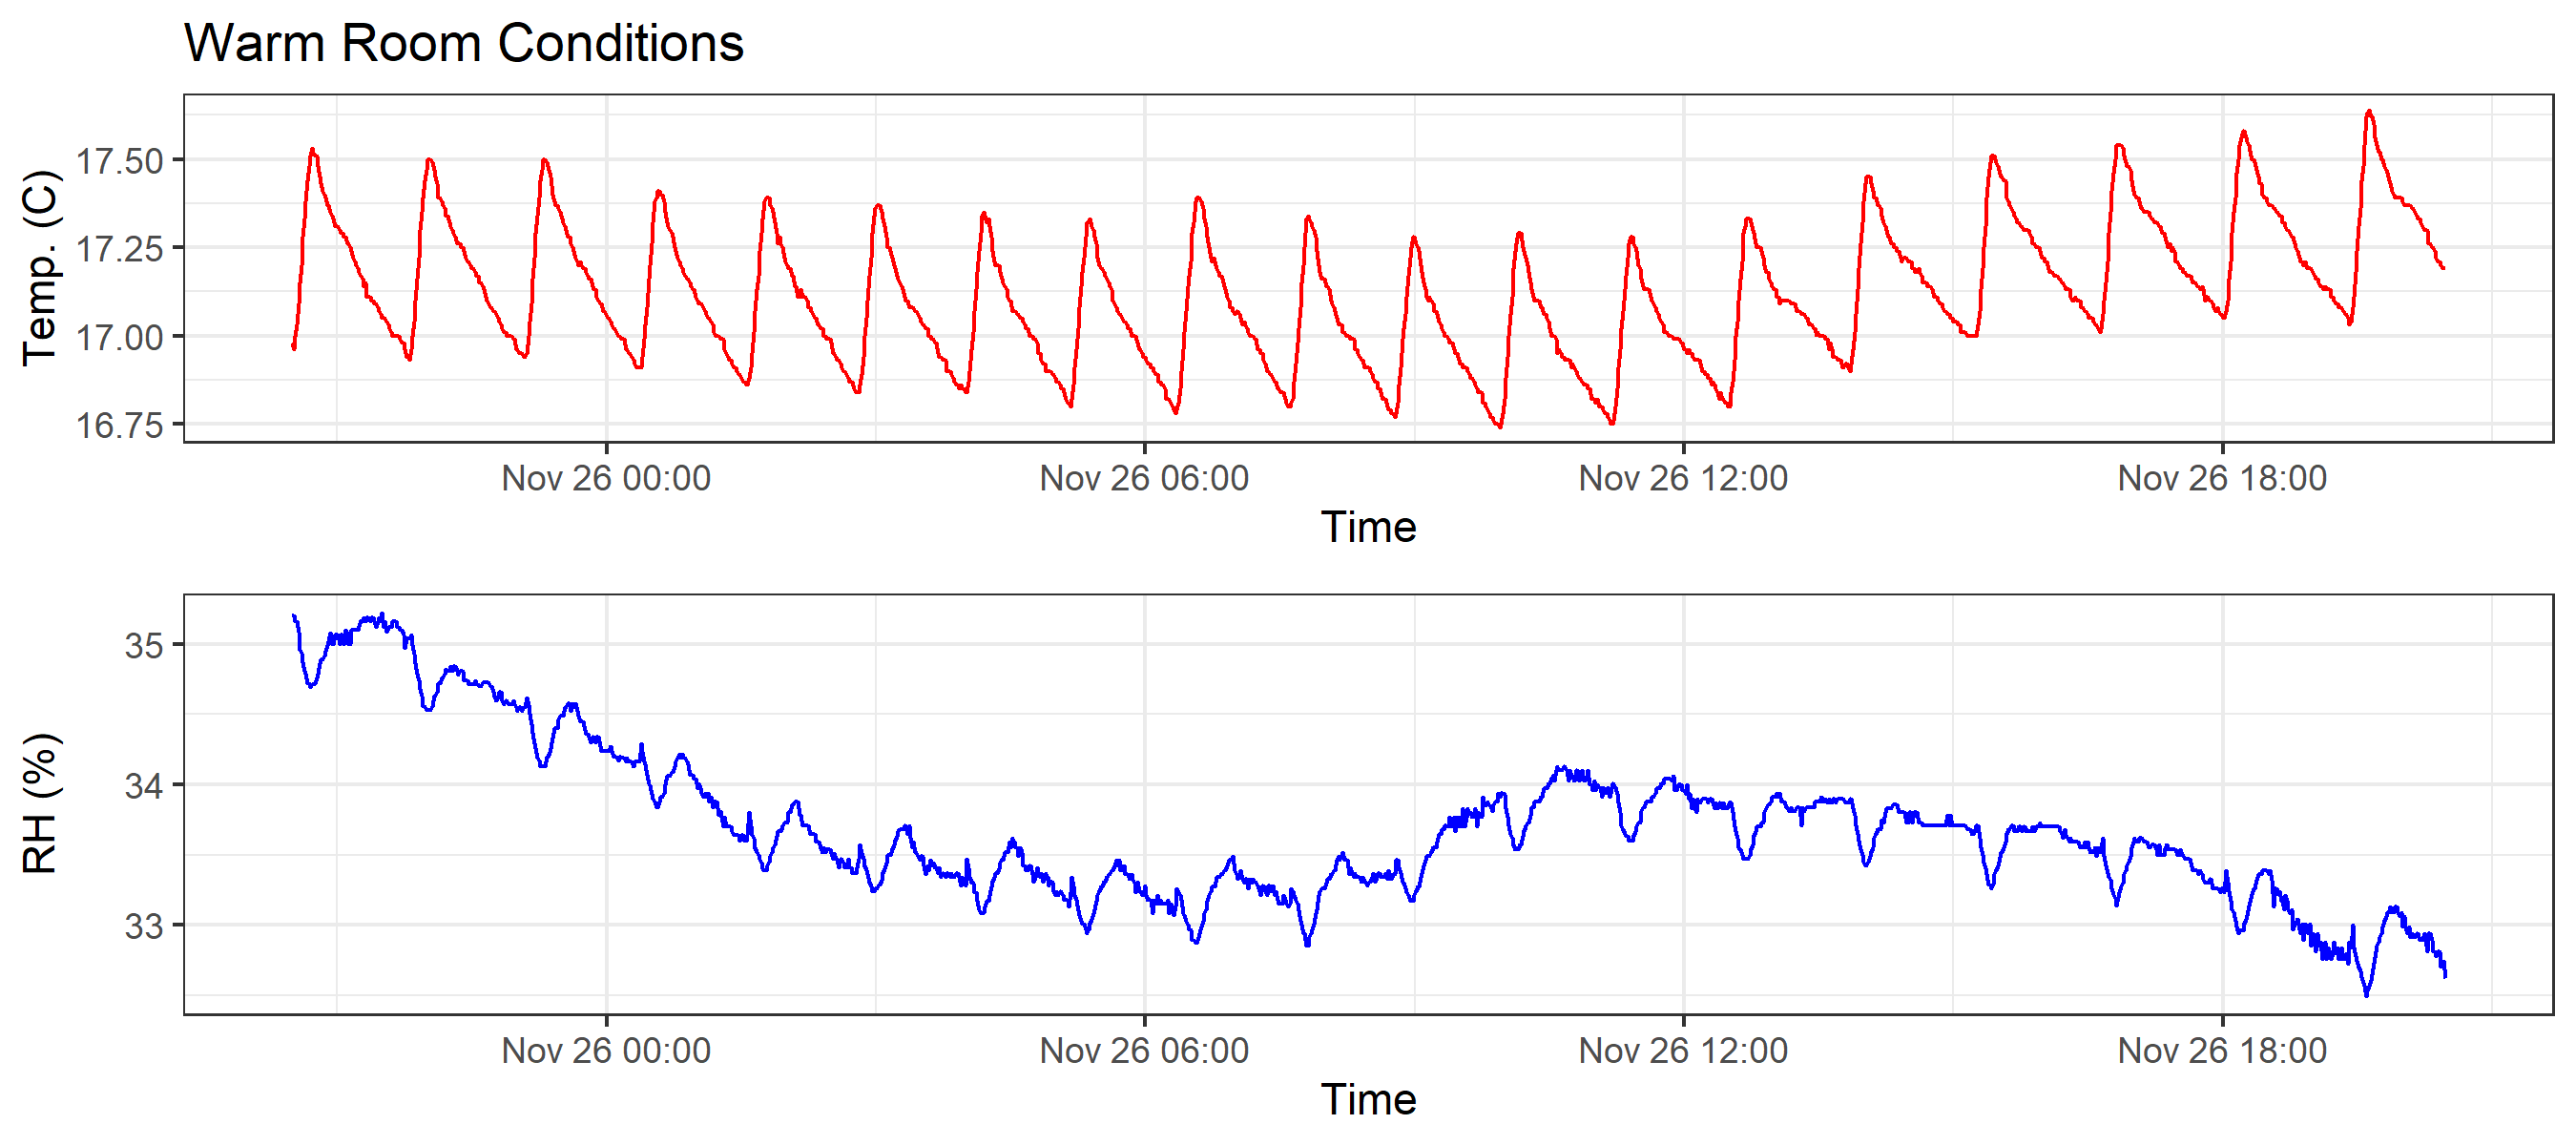 Warm Room Conditions
Temp. (C)
17.50
17.25
17.00
16.75
Nov 26 00:00 Nov 26 06:00 Nov 26 12:00 Nov 26 18:00
Time
RH (%)
35
34
33
Nov 26 00:00 Nov 26 06:00 Nov 26 12:00 Nov 26 18:00
Time